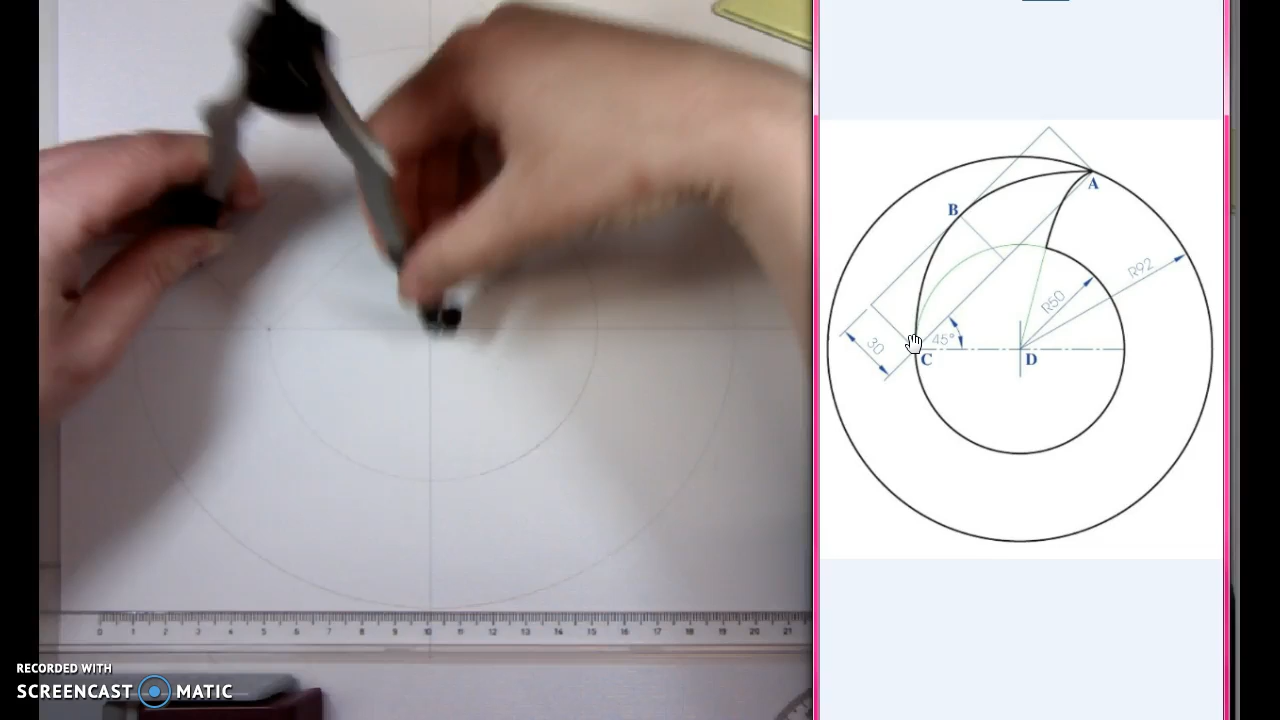 A
B
R92
R50
30
45°
C
D
0 1 2 3 4 5 6 7 8 9 10 11 12 13 14 15 16 17 18 19 20 21
RECORDED WITH
SCREENCAST MATIC